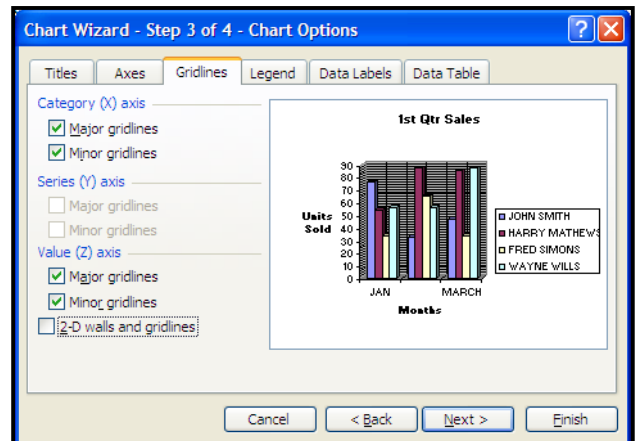 Chart Wizard - Step 3 of 4 - Chart Options
Titles Axes Gridlines Legend Data Labels Data Table
Category (X) axis
Major gridlines
Minor gridlines
Series (Y) axis
Major gridlines
Minor gridlines
Value (Z) axis
Major gridlines
Minor gridlines
2-D walls and gridlines
1st Qtr Sales
Units
Sold
90
80
70
60
50
40
30
20
10
0
JAN MARCH
Months
JOHN SMITH
HARRY MATHEWS
FRED SIMONS
WAYNE WILLS
Cancel < Back Next > Finish